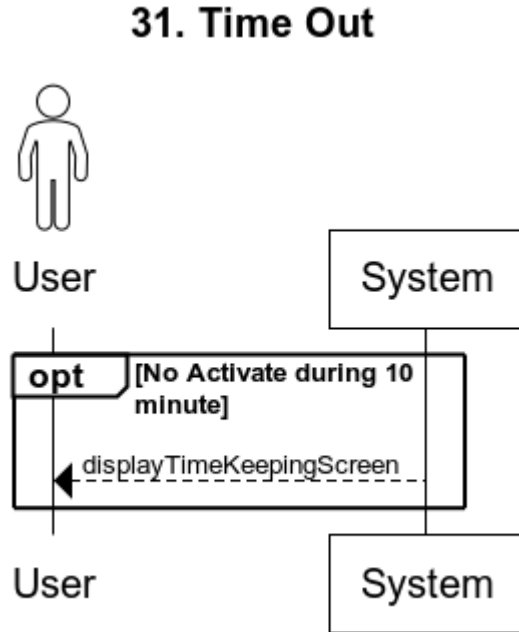 31. Time Out
User
System
opt
[No Activate during 10
minute]
displayTimeKeepingScreen
User
System